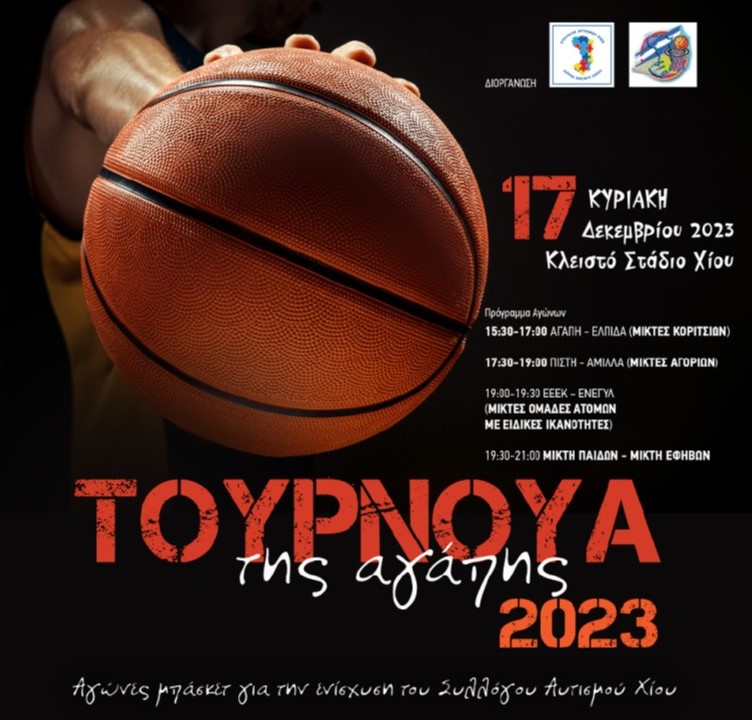 ΔΙΟΡΓΑΝΩΣΗ
17 ΚΥΡΙΑΚΗ
Δεκεμβρίου 2023
Κλειστό Στάδιο Χίου
Πρόγραμμα Αγώνων
15:30-17:00 ΑΓΑΠΗ - ΕΛΠΙΔΑ (ΜΙΚΤΕΣ ΚΟΡΙΤΣΙΩΝ)
17:30-19:00 ΠΙΣΤΗ - ΑΜΙΛΛΑ (ΜΙΚΤΕΣ ΑΓΟΡΙΩΝ)
19:00-19:30 ΕΕΕΚ - ΕΝΕΓΥΛ
(ΜΙΚΤΕΣ ΟΜΑΔΕΣ ΑΤΟΜΩΝ
ΜΕ ΕΙΔΙΚΕΣ ΙΚΑΝΟΤΗΤΕΣ)
19:30-21:00 ΜΙΚΤΗ ΠΑΙΔΩΝ - ΜΙΚΤΗ ΕΦΗΒΩΝ
ΤΟΥΡΝΟΥΑ
της αγάπης
2023
Αγώνες μπάσκετ για την ενίσχυση του Συλλόγου Αυτισμού Χίου